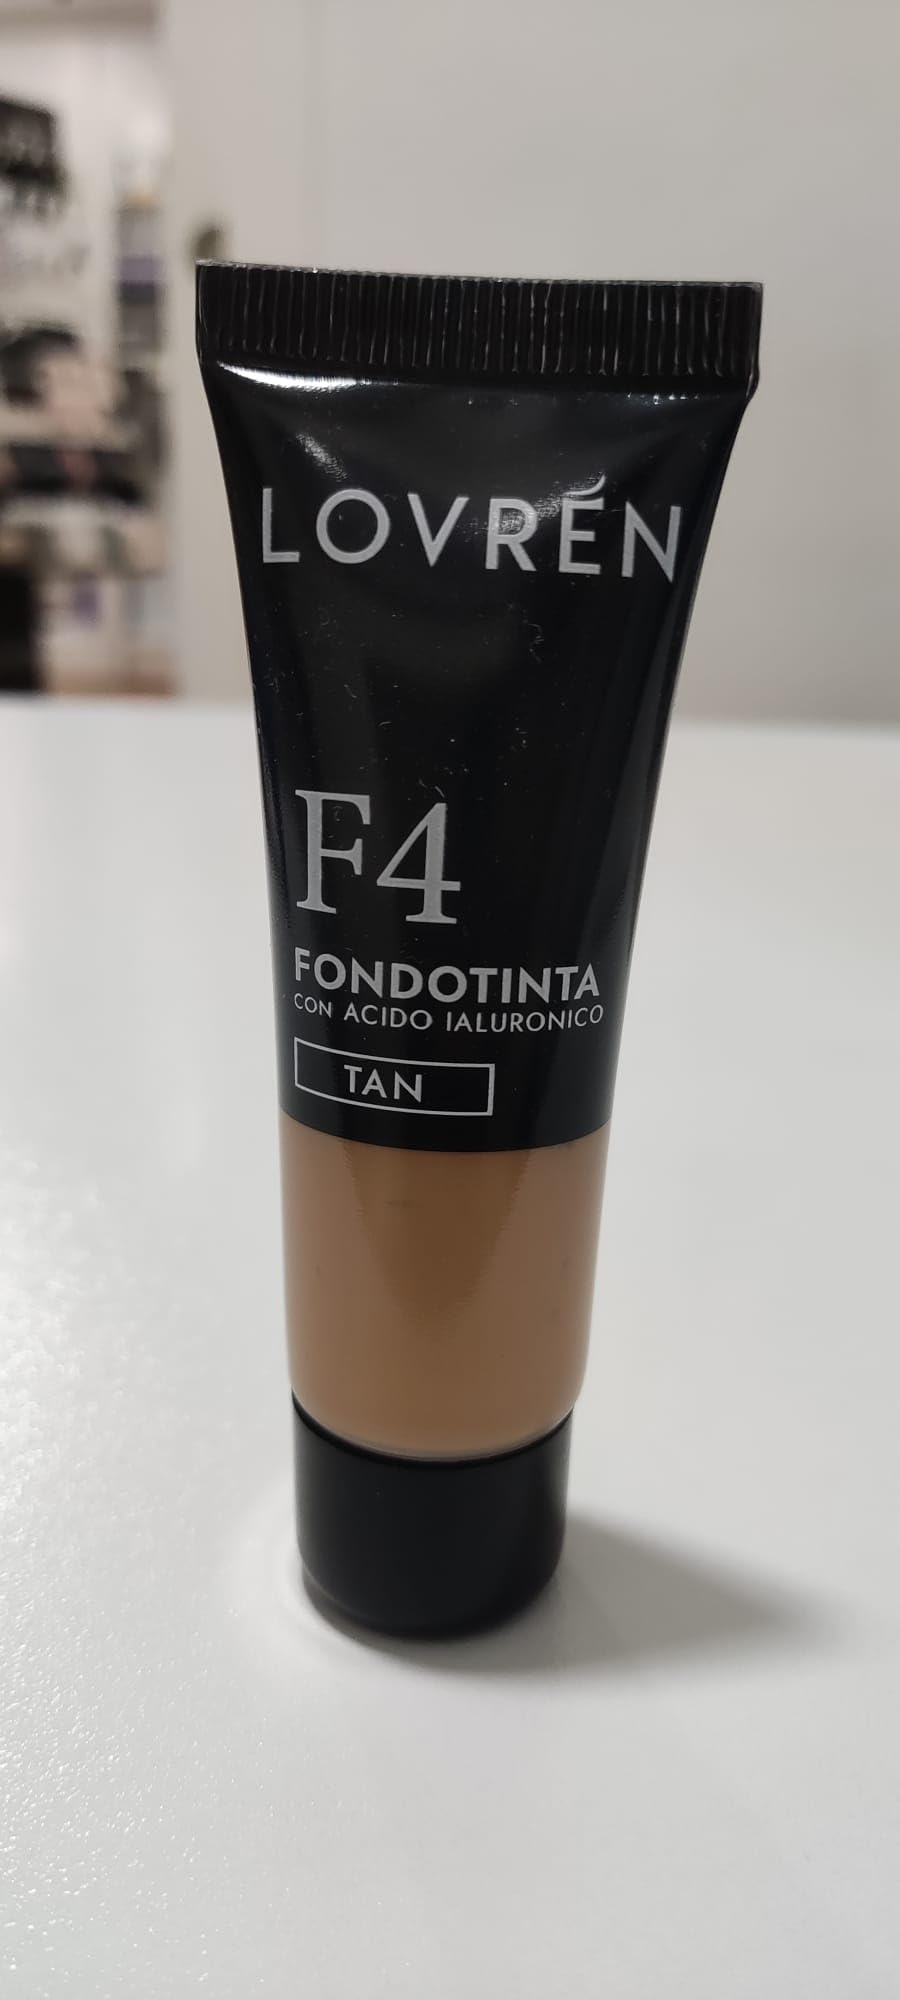 LOVRÉN
F4
FONDOTINTA
CON ACIDO IALURONICO
TAN